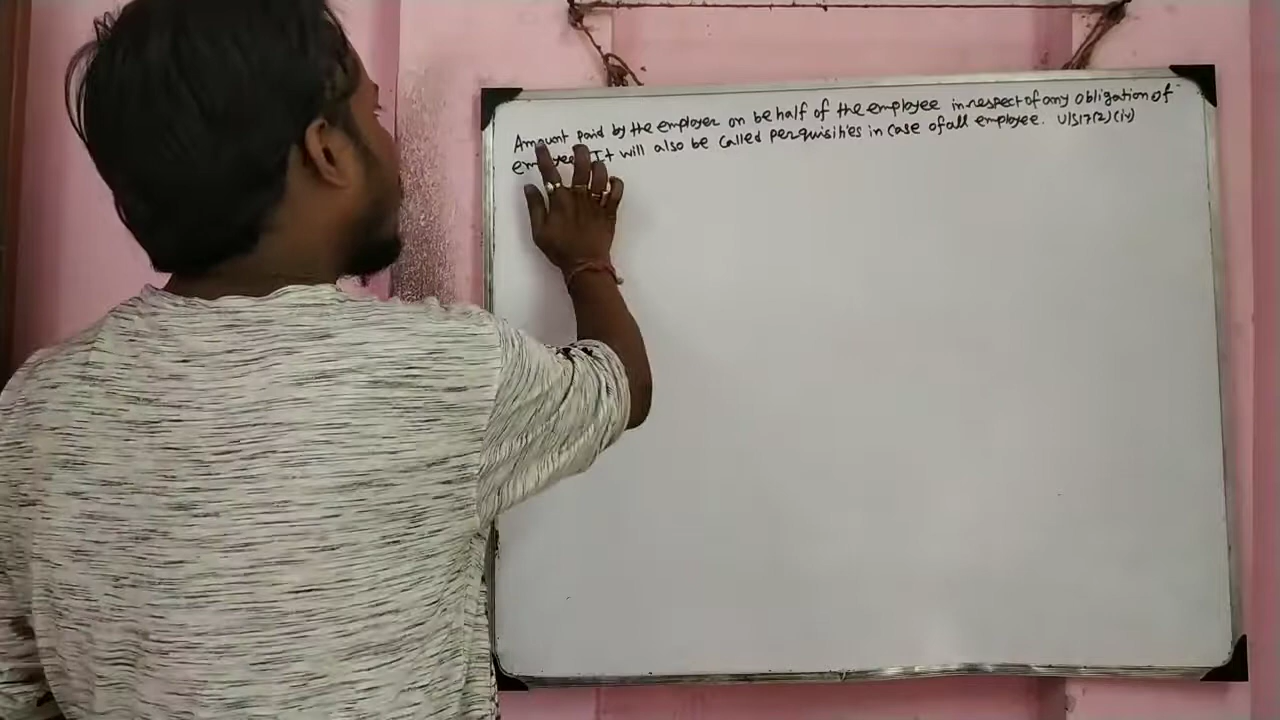 Amount paid by the employer on behalf of the employee in respect of any obligation of
employee. It will also be called perquisities in case of all employee. U/S17(2)(iv)